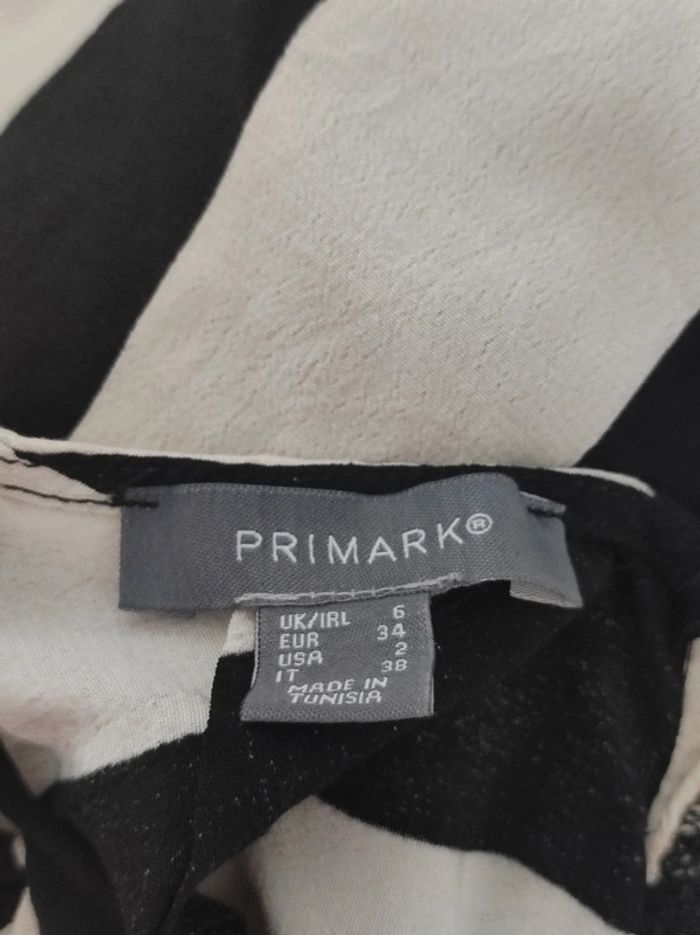 PRIMARK®
UK/IRL 6
EUR 34
USA 2
IT 38
MADE IN
TUNISIA